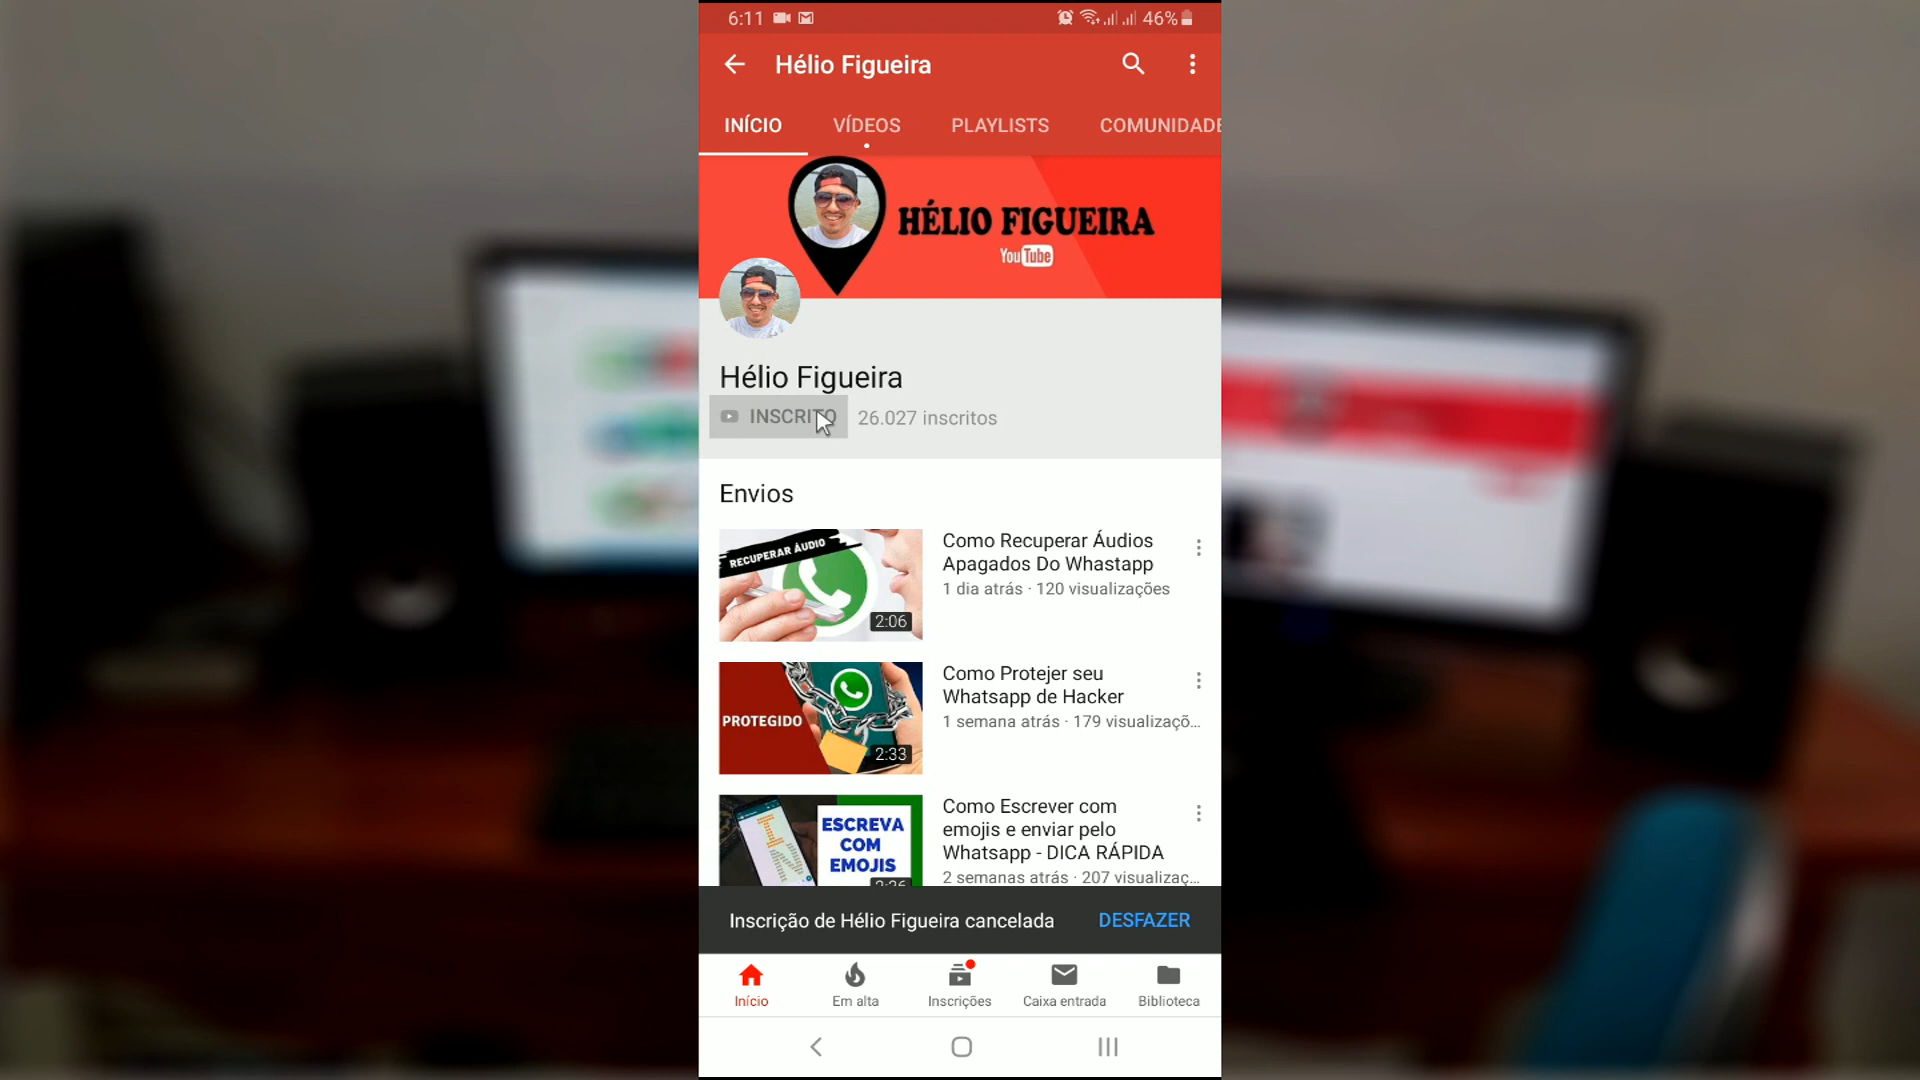 6:11
46%
Hélio Figueira
INÍCIO VÍDEOS PLAYLISTS COMUNIDADE
HÉLIO FIGUEIRA
YouTube
Hélio Figueira
INSCRITO 26.027 inscritos
Envios
RECUPERAR ÁUDIO
2:06
Como Recuperar Áudios
Apagados Do Whastapp
1 dia atrás · 120 visualizações
PROTEGIDO
2:33
Como Protejer seu
Whatsapp de Hacker
1 semana atrás · 179 visualizaçõ...
ESCREVA
COM
EMOJIS
Como Escrever com
emojis e enviar pelo
Whatsapp - DICA RÁPIDA
2 semanas atrás · 207 visualizaç...
Inscrição de Hélio Figueira cancelada DESFAZER
Início Em alta Inscrições Caixa entrada Biblioteca